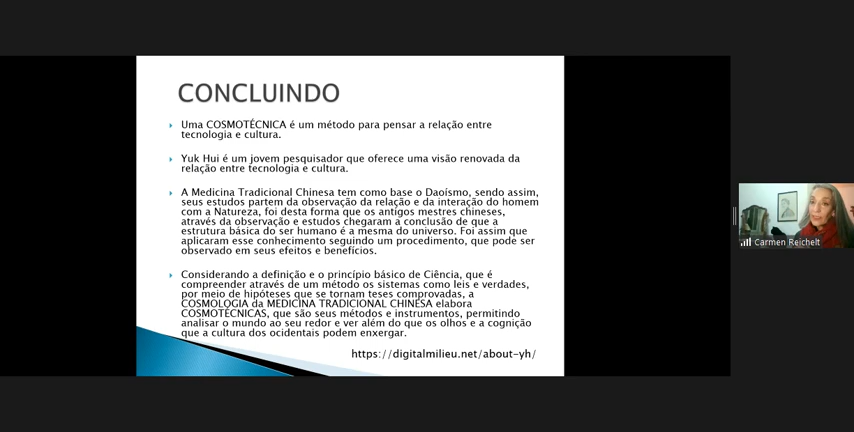 CONCLUINDO
Uma COSMOTÉCNICA é um método para pensar a relação entre
tecnologia e cultura.
Yuk Hui é um jovem pesquisador que oferece uma visão renovada da
relação entre tecnologia e cultura.
A Medicina Tradicional Chinesa tem como base o Daoísmo, sendo assim,
seus estudos partem da observação da relação e da interação do homem
com a Natureza, foi desta forma que os antigos mestres chineses,
através da observação e estudos chegaram a conclusão de que a
estrutura básica do ser humano é a mesma do universo. Foi assim que
aplicaram esse conhecimento seguindo um procedimento, que pode ser
observado em seus efeitos e benefícios.
Considerando a definição e o princípio básico de Ciência, que é
compreender através de um método os sistemas como leis e verdades,
por meio de hipóteses que se tornam teses comprovadas, a
COSMOLOGIA da MEDICINA TRADICIONAL CHINESA elabora
COSMOTÉCNICAS, que são seus métodos e instrumentos, permitindo
analisar o mundo ao seu redor e ver além do que os olhos e a cognição
que a cultura dos ocidentais podem enxergar.
https://digitalmilieu.net/about-yh/
Carmen Reichelt